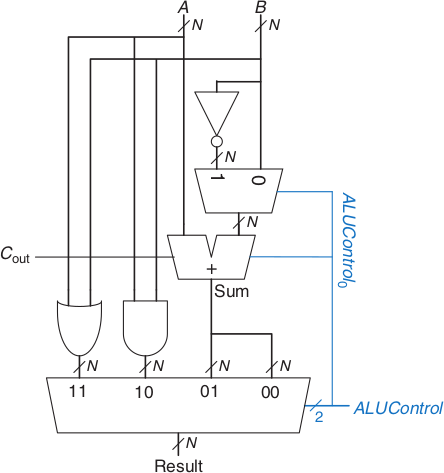 A B
N N
N
1 0
N
ALUControl0
Cout
+
Sum
N N N N
11 10 01 00
2 ALUControl
N
Result